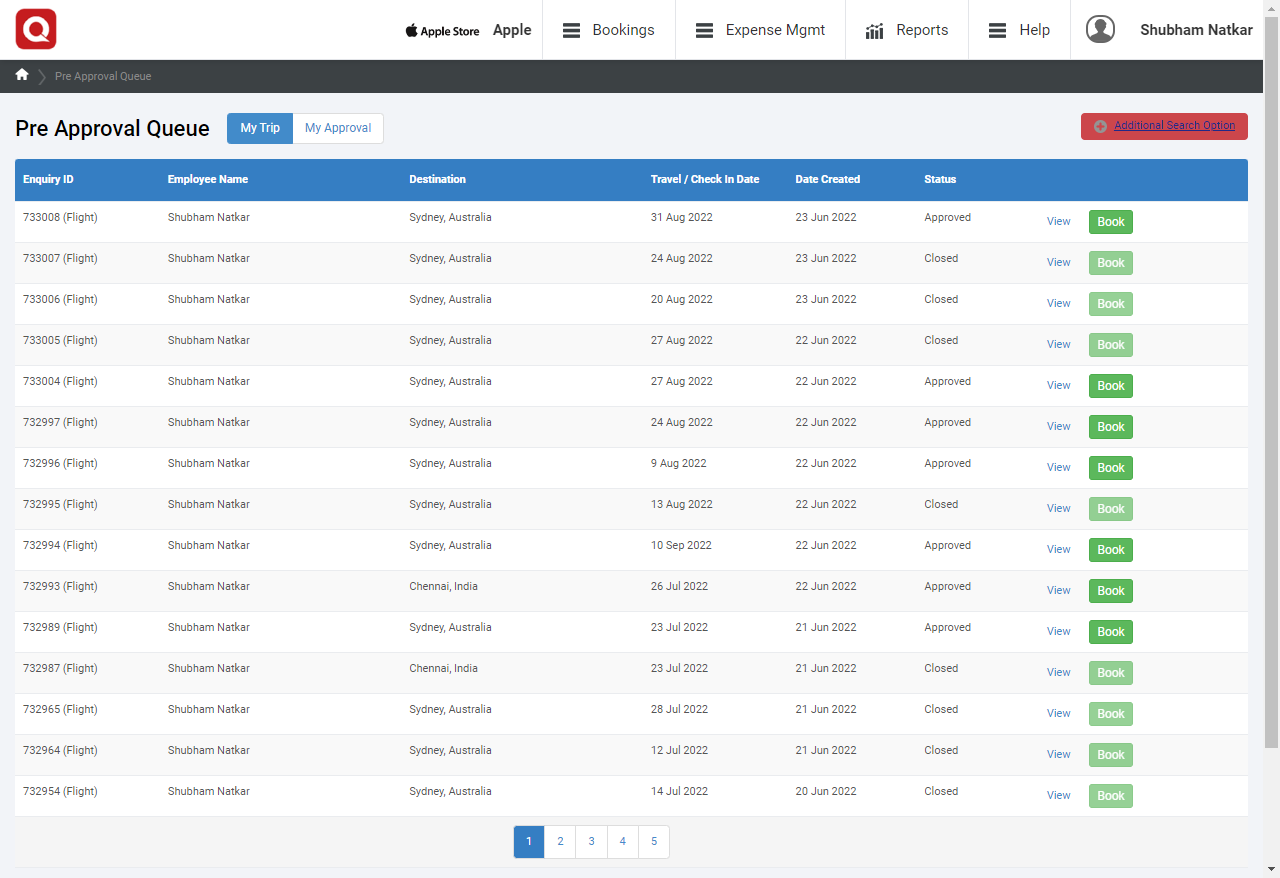 Apple Store Apple Bookings Expense Mgmt Reports Help Shubham Natkar
Pre Approval Queue
Pre Approval Queue My Trip My Approval Additional Search Option
Enquiry ID Employee Name Destination Travel / Check In Date Date Created Status
733008 (Flight) Shubham Natkar Sydney, Australia 31 Aug 2022 23 Jun 2022 Approved View Book
733007 (Flight) Shubham Natkar Sydney, Australia 24 Aug 2022 23 Jun 2022 Closed View Book
733006 (Flight) Shubham Natkar Sydney, Australia 20 Aug 2022 23 Jun 2022 Closed View Book
733005 (Flight) Shubham Natkar Sydney, Australia 27 Aug 2022 22 Jun 2022 Closed View Book
733004 (Flight) Shubham Natkar Sydney, Australia 27 Aug 2022 22 Jun 2022 Approved View Book
732997 (Flight) Shubham Natkar Sydney, Australia 24 Aug 2022 22 Jun 2022 Approved View Book
732996 (Flight) Shubham Natkar Sydney, Australia 9 Aug 2022 22 Jun 2022 Approved View Book
732995 (Flight) Shubham Natkar Sydney, Australia 13 Aug 2022 22 Jun 2022 Closed View Book
732994 (Flight) Shubham Natkar Sydney, Australia 10 Sep 2022 22 Jun 2022 Approved View Book
732993 (Flight) Shubham Natkar Chennai, India 26 Jul 2022 22 Jun 2022 Approved View Book
732989 (Flight) Shubham Natkar Sydney, Australia 23 Jul 2022 21 Jun 2022 Approved View Book
732987 (Flight) Shubham Natkar Chennai, India 23 Jul 2022 21 Jun 2022 Closed View Book
732965 (Flight) Shubham Natkar Sydney, Australia 28 Jul 2022 21 Jun 2022 Closed View Book
732964 (Flight) Shubham Natkar Sydney, Australia 12 Jul 2022 21 Jun 2022 Closed View Book
732954 (Flight) Shubham Natkar Sydney, Australia 14 Jul 2022 20 Jun 2022 Closed View Book
1 2 3 4 5